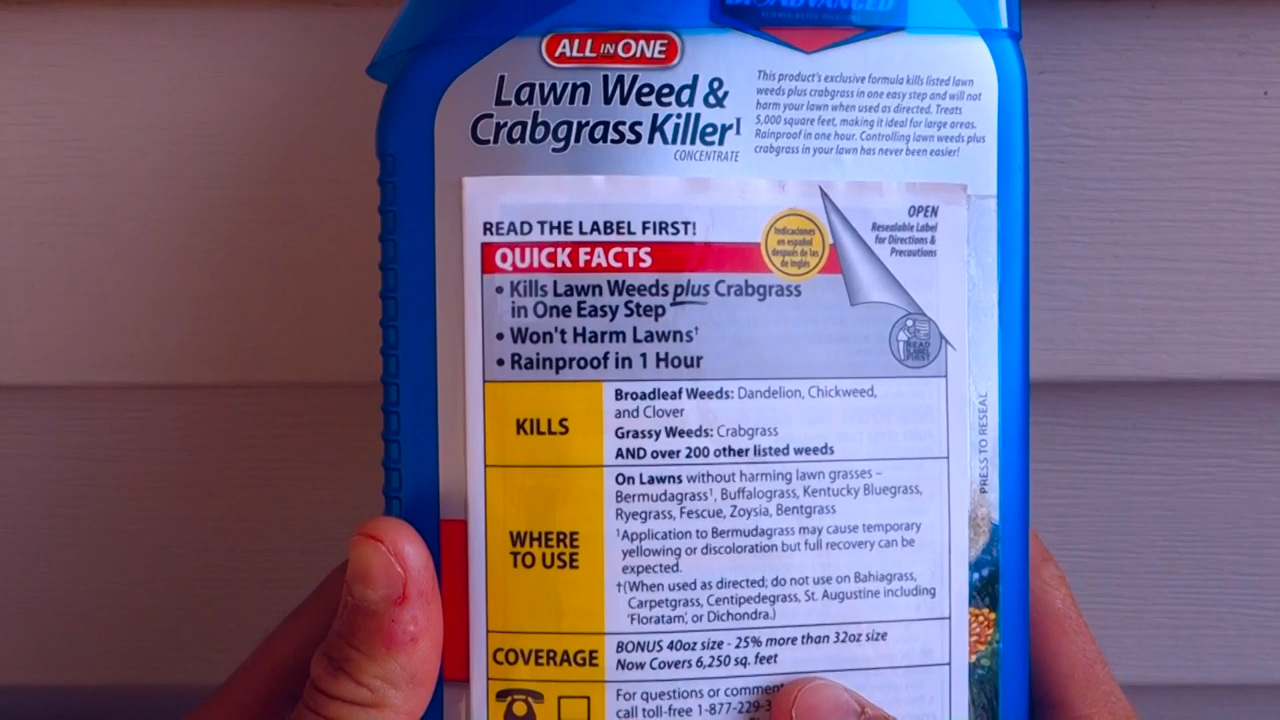 BIOADVANCED
SCIENCE-BASED SOLUTIONS
ALL IN ONE
Lawn Weed &
Crabgrass Killer I
CONCENTRATE
This product's exclusive formula kills listed lawn
weeds plus crabgrass in one easy step and will not
harm your lawn when used as directed. Treats
5,000 square feet, making it ideal for large areas.
Rainproof in one hour. Controlling lawn weeds plus
crabgrass in your lawn has never been easier!
READ THE LABEL FIRST!
Indicaciones
en español
después de las
de inglés
OPEN
Resealable Label
for Directions &
Precautions
QUICK FACTS
• Kills Lawn Weeds plus Crabgrass
in One Easy Step
• Won't Harm Lawns†
• Rainproof in 1 Hour
READ
LABEL
FIRST
KILLS
Broadleaf Weeds: Dandelion, Chickweed,
and Clover
Grassy Weeds: Crabgrass
AND over 200 other listed weeds
WHERE
TO USE
On Lawns without harming lawn grasses –
Bermudagrass¹, Buffalograss, Kentucky Bluegrass,
Ryegrass, Fescue, Zoysia, Bentgrass
¹Application to Bermudagrass may cause temporary
yellowing or discoloration but full recovery can be
expected.
†(When used as directed; do not use on Bahiagrass,
Carpetgrass, Centipedegrass, St. Augustine including
'Floratam', or Dichondra.)
PRESS TO RESEAL
COVERAGE
BONUS 40oz size - 25% more than 32oz size
Now Covers 6,250 sq. feet
For questions or
call toll-free 1-877-229-3